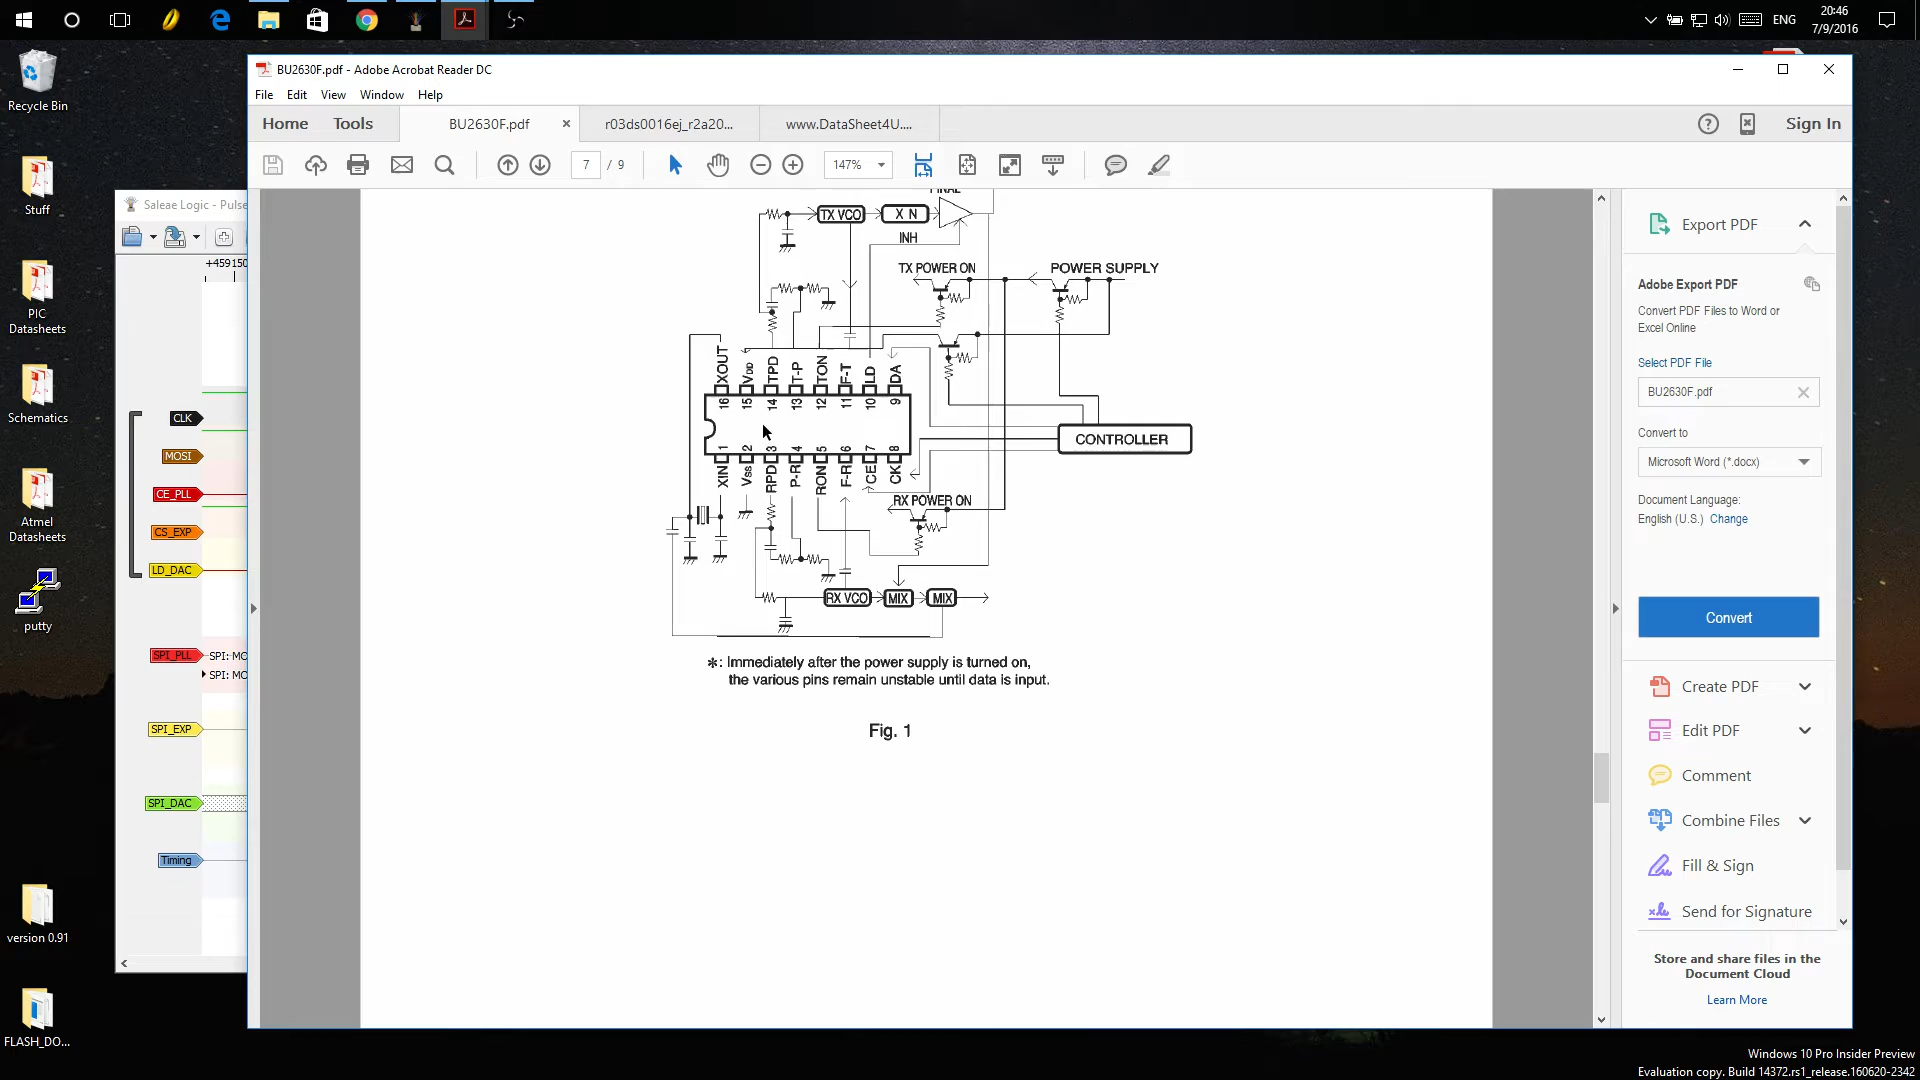 20:46
ENG
7/9/2016
Recycle Bin
Stuff
PIC
Datasheets
Schematics
Atmel
Datasheets
putty
version 0.91
FLASH_DO...
Saleae Logic - Pulse
+459150
CLK
MOSI
CE_PLL
CS_EXP
LD_DAC
SPI_PLL
SPI: MO
SPI: MO
SPI_EXP
SPI_DAC
Timing
BU2630F.pdf - Adobe Acrobat Reader DC
File Edit View Window Help
Home Tools BU2630F.pdf r03ds0016ej_r2a20... www.DataSheet4U.... Sign In
7 / 9 147%
FINAL
TX VCO X N
INH
TX POWER ON POWER SUPPLY
XOUT VDD TPD T-P TON F-T LD DA
16 15 14 13 12 11 10 9
CONTROLLER
1 2 3 4 5 6 7 8
XIN VSS RPD P-R RON F-R CE CK
RX POWER ON
RX VCO MIX MIX
*: Immediately after the power supply is turned on,
the various pins remain unstable until data is input.
Fig. 1
Export PDF
Adobe Export PDF
Convert PDF Files to Word or
Excel Online
Select PDF File
BU2630F.pdf
Convert to
Microsoft Word (*.docx)
Document Language:
English (U.S.) Change
Convert
Create PDF
Edit PDF
Comment
Combine Files
Fill & Sign
Send for Signature
Store and share files in the
Document Cloud
Learn More
Windows 10 Pro Insider Preview
Evaluation copy. Build 14372.rs1_release.160620-2342